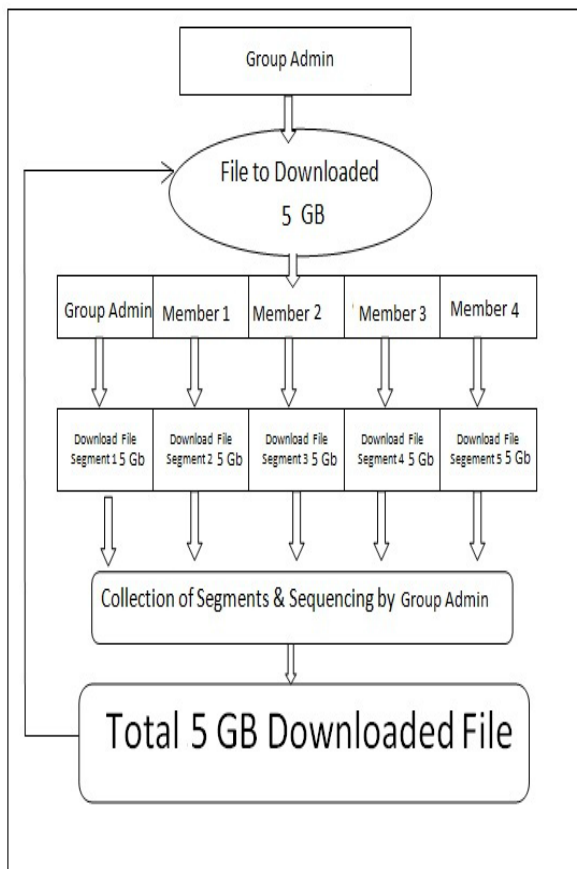 Group Admin
File to Downloaded
5 GB
Group Admin
Member 1
Member 2
Member 3
Member 4
Download File
Segment 1 5 Gb
Download File
Segment 2 5 Gb
Download File
Segment 3 5 Gb
Download File
Segment 4 5 Gb
Download File
Segement 5 5 Gb
Collection of Segments & Sequencing by Group Admin
Total 5 GB Downloaded File